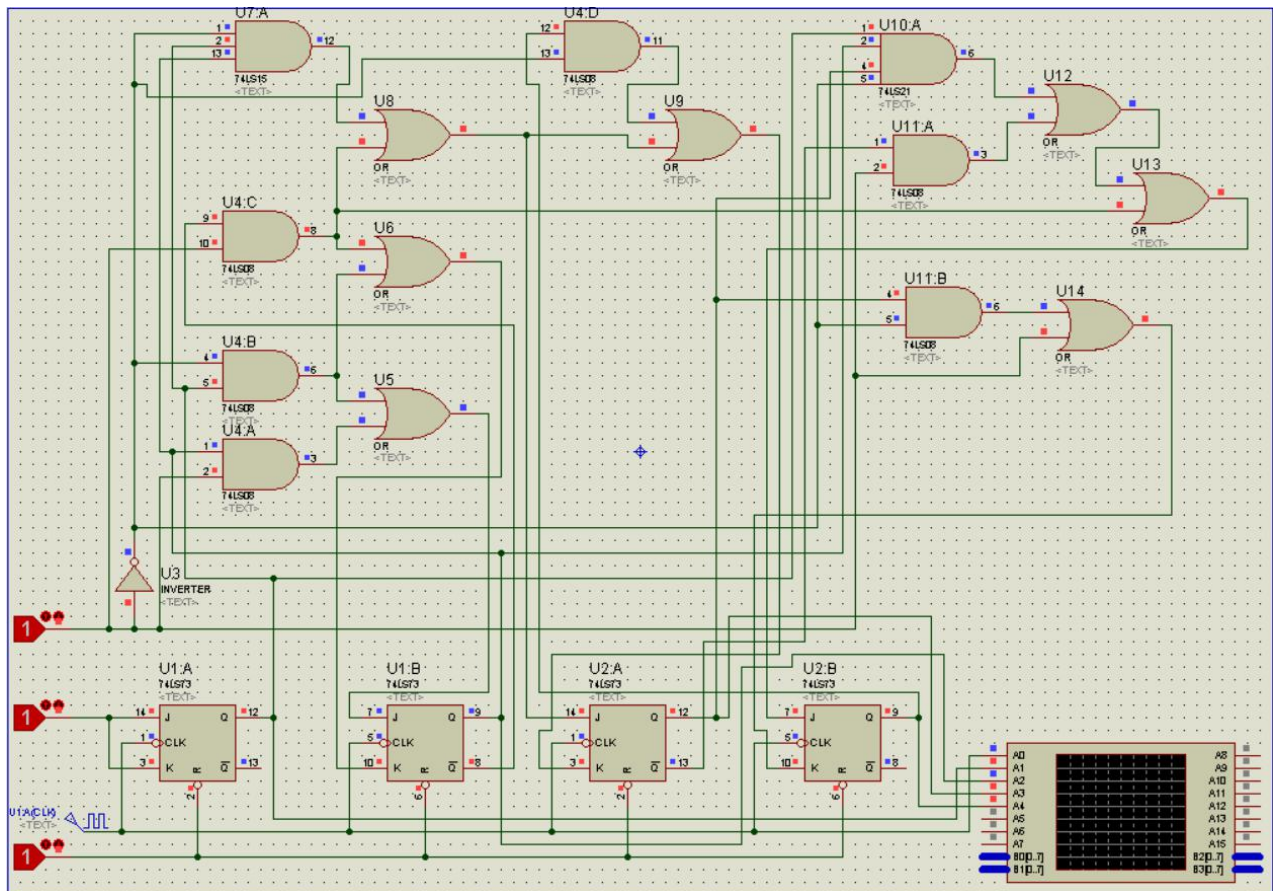 U7:A
1
2
13
12
74LS15
<TEXT>
U4:D
12
13
11
74LS08
<TEXT>
U10:A
1
2
4
5
6
74LS21
<TEXT>
U12
OR
<TEXT>
U8
OR
<TEXT>
U9
OR
<TEXT>
U11:A
1
2
3
74LS08
<TEXT>
U13
OR
<TEXT>
U4:C
9
10
8
74LS08
<TEXT>
U6
OR
<TEXT>
U11:B
4
5
6
74LS08
<TEXT>
U14
OR
<TEXT>
U4:B
4
5
6
74LS08
<TEXT>
U5
OR
<TEXT>
U4:A
1
2
3
74LS08
<TEXT>
U3
INVERTER
<TEXT>
1
U1:A
74LS73
<TEXT>
14
J
Q
12
1
CLK
3
K
R
Q
13
2
U1:B
74LS73
<TEXT>
7
J
Q
9
5
CLK
10
K
R
Q
8
6
U2:A
74LS73
<TEXT>
14
J
Q
12
1
CLK
3
K
R
Q
13
2
U2:B
74LS73
<TEXT>
7
J
Q
9
5
CLK
10
K
R
Q
8
6
1
U1:A(CLK)
<TEXT>
1
A0
A1
A2
A3
A4
A5
A6
A7
B0[0..7]
B1[0..7]
A8
A9
A10
A11
A12
A13
A14
A15
B2[0..7]
B3[0..7]